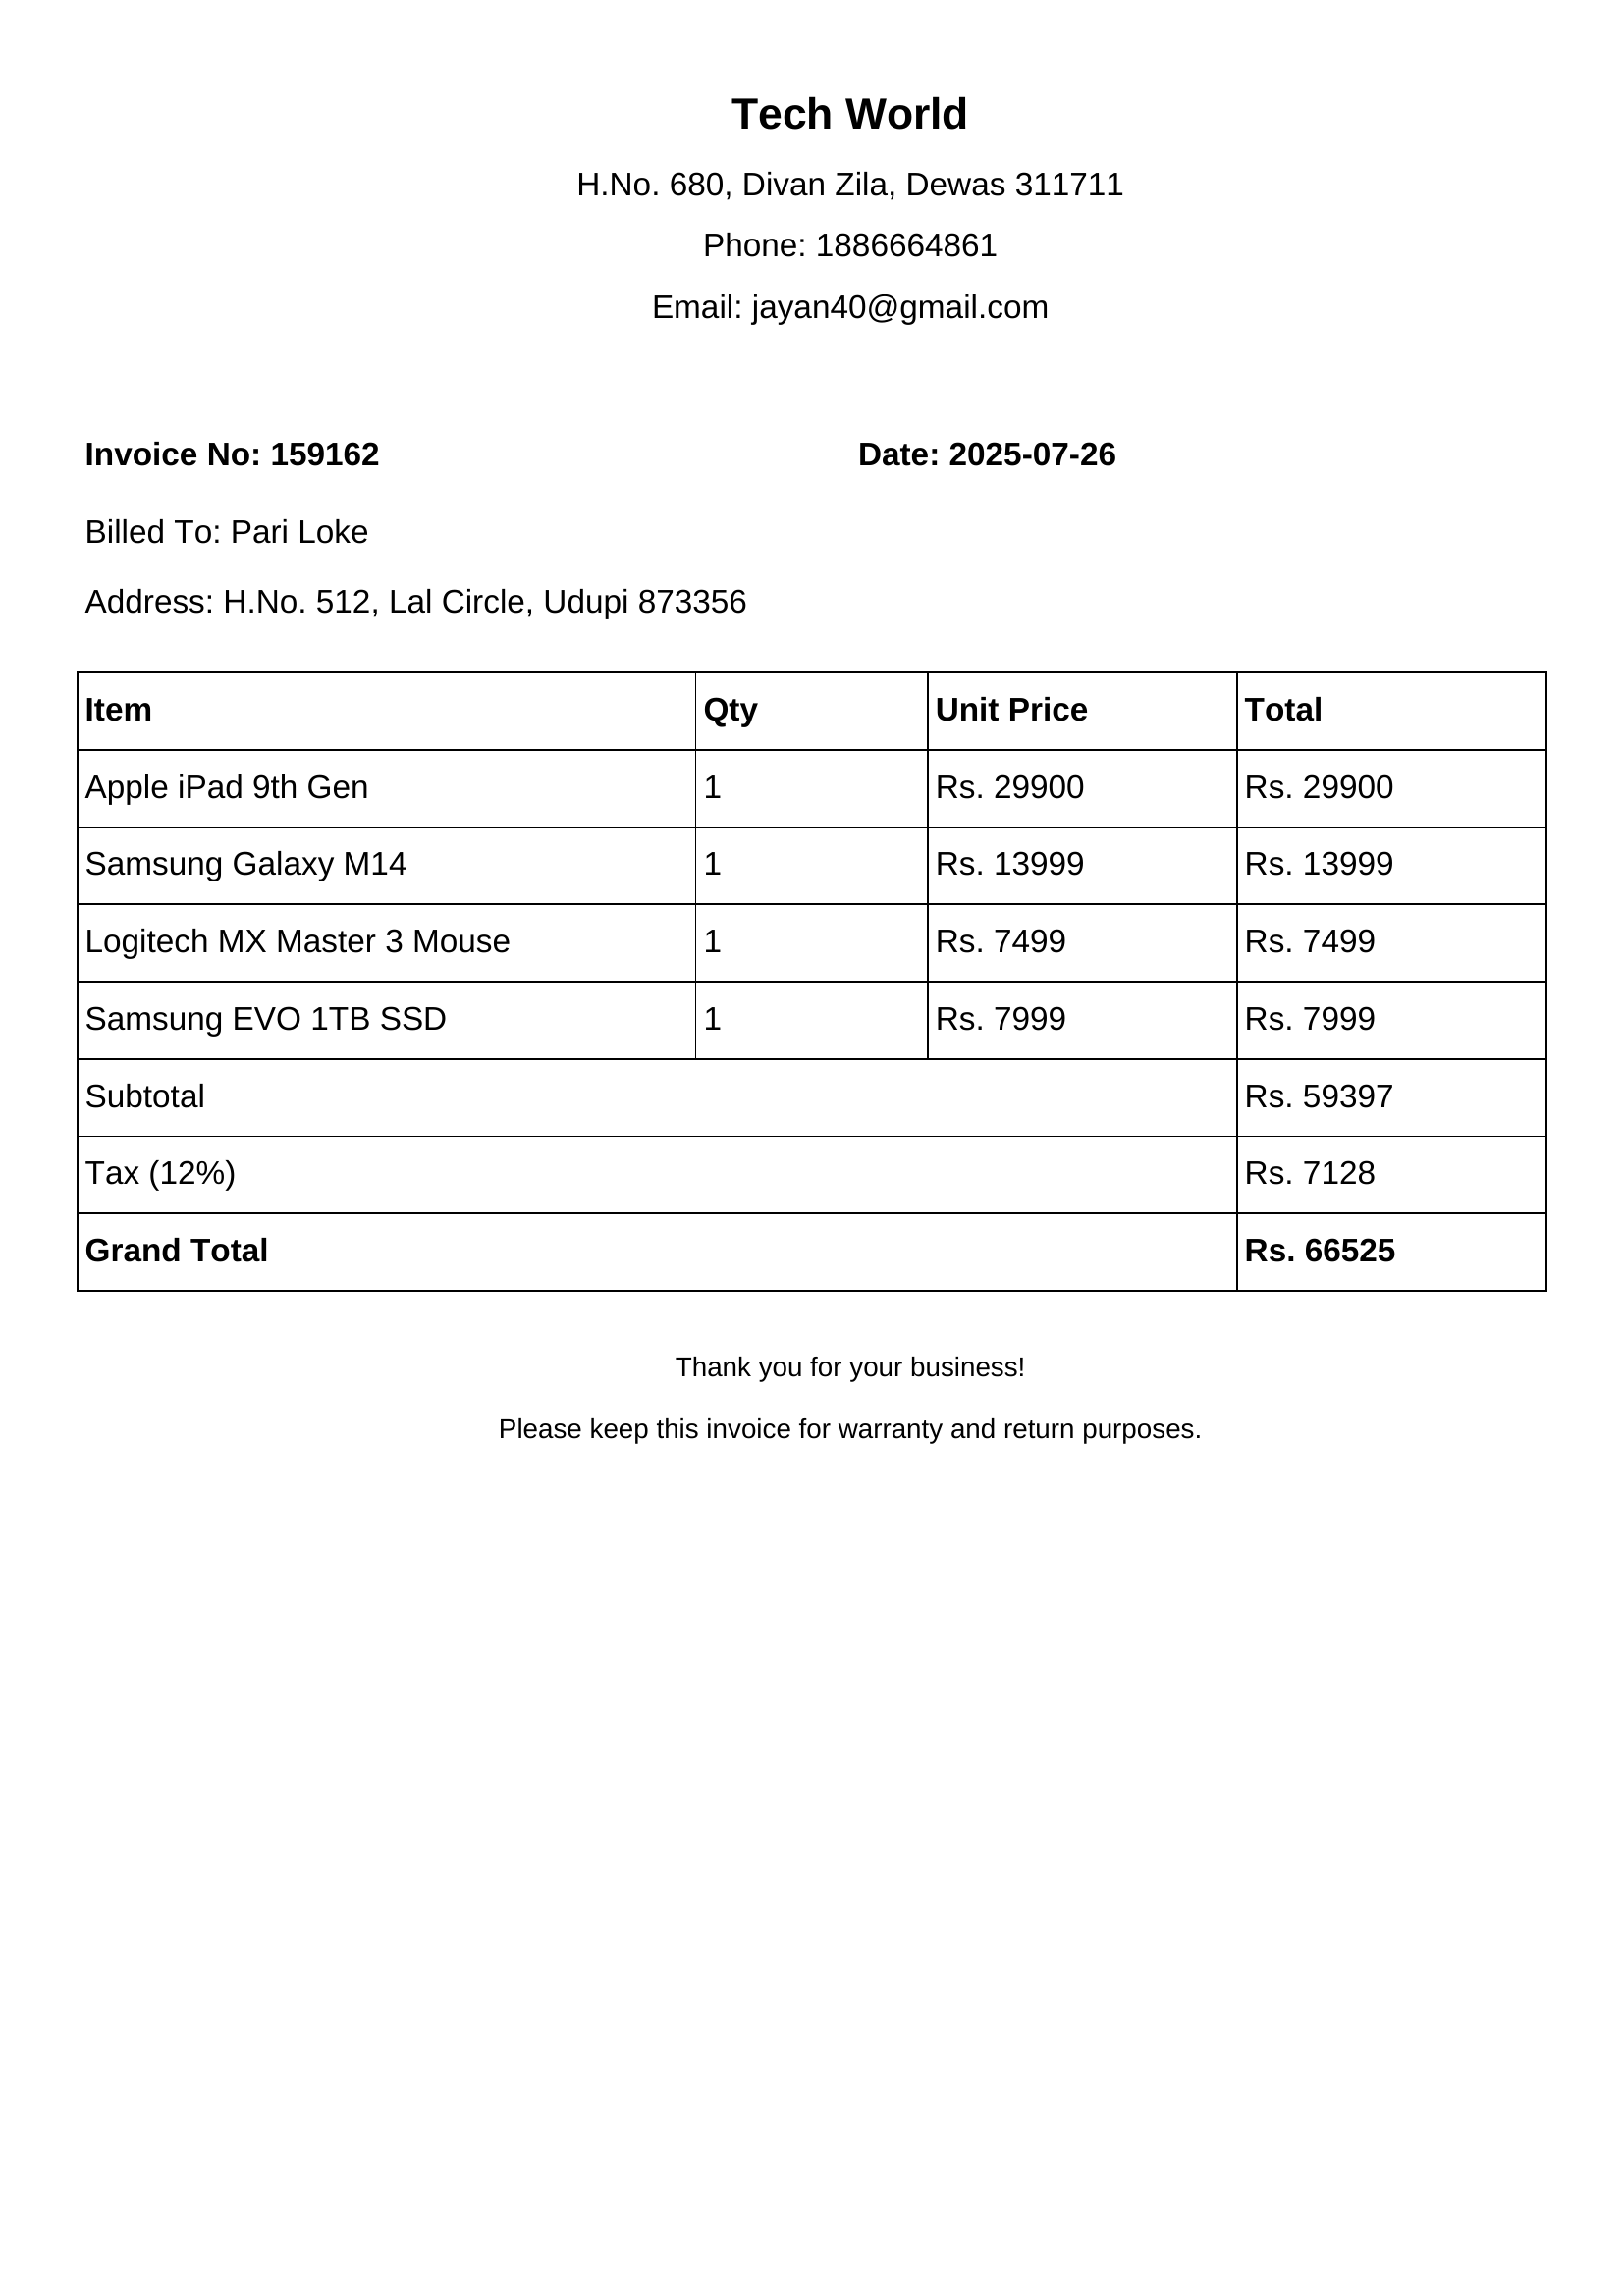 Tech World
H.No. 680, Divan Zila, Dewas 311711
Phone: 1886664861
Email: jayan40@gmail.com
Invoice No: 159162 Date: 2025-07-26
Billed To: Pari Loke
Address: H.No. 512, Lal Circle, Udupi 873356
Item Qty Unit Price Total
Apple iPad 9th Gen 1 Rs. 29900 Rs. 29900
Samsung Galaxy M14 1 Rs. 13999 Rs. 13999
Logitech MX Master 3 Mouse 1 Rs. 7499 Rs. 7499
Samsung EVO 1TB SSD 1 Rs. 7999 Rs. 7999
Subtotal Rs. 59397
Tax (12%) Rs. 7128
Grand Total Rs. 66525
Thank you for your business!
Please keep this invoice for warranty and return purposes.